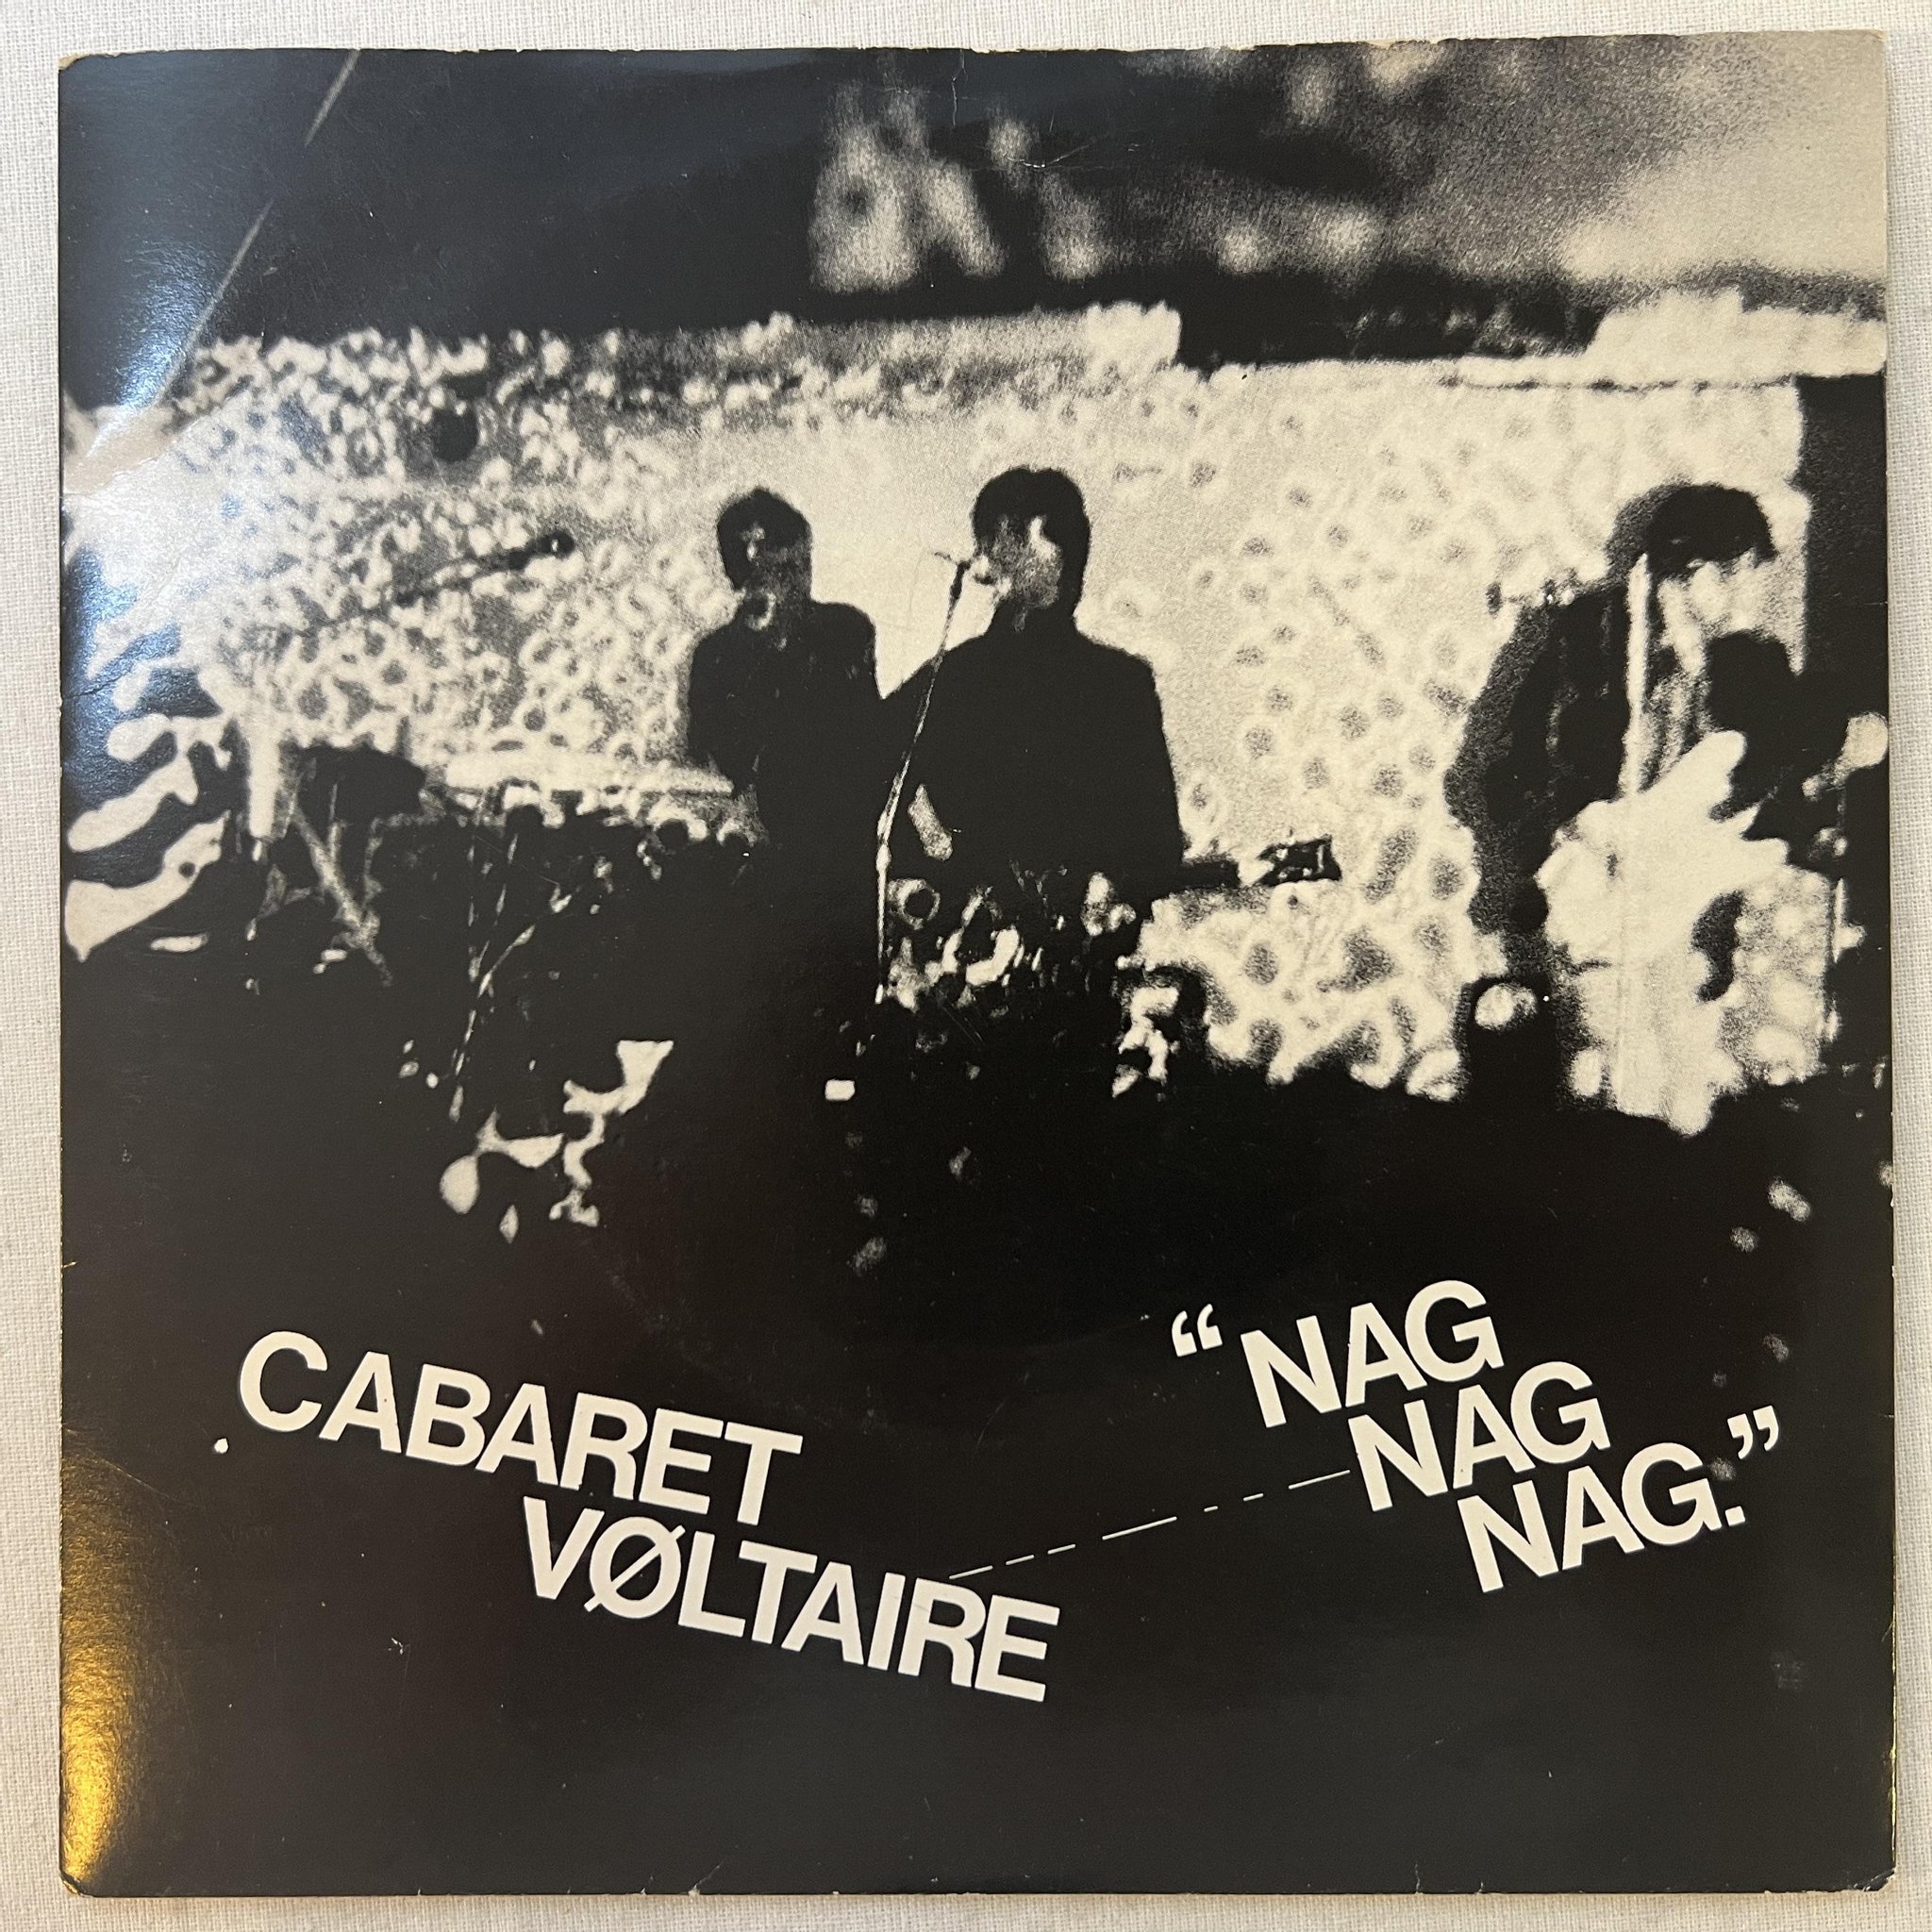 CABARET
VØLTAIRE
“NAG
NAG
NAG.”